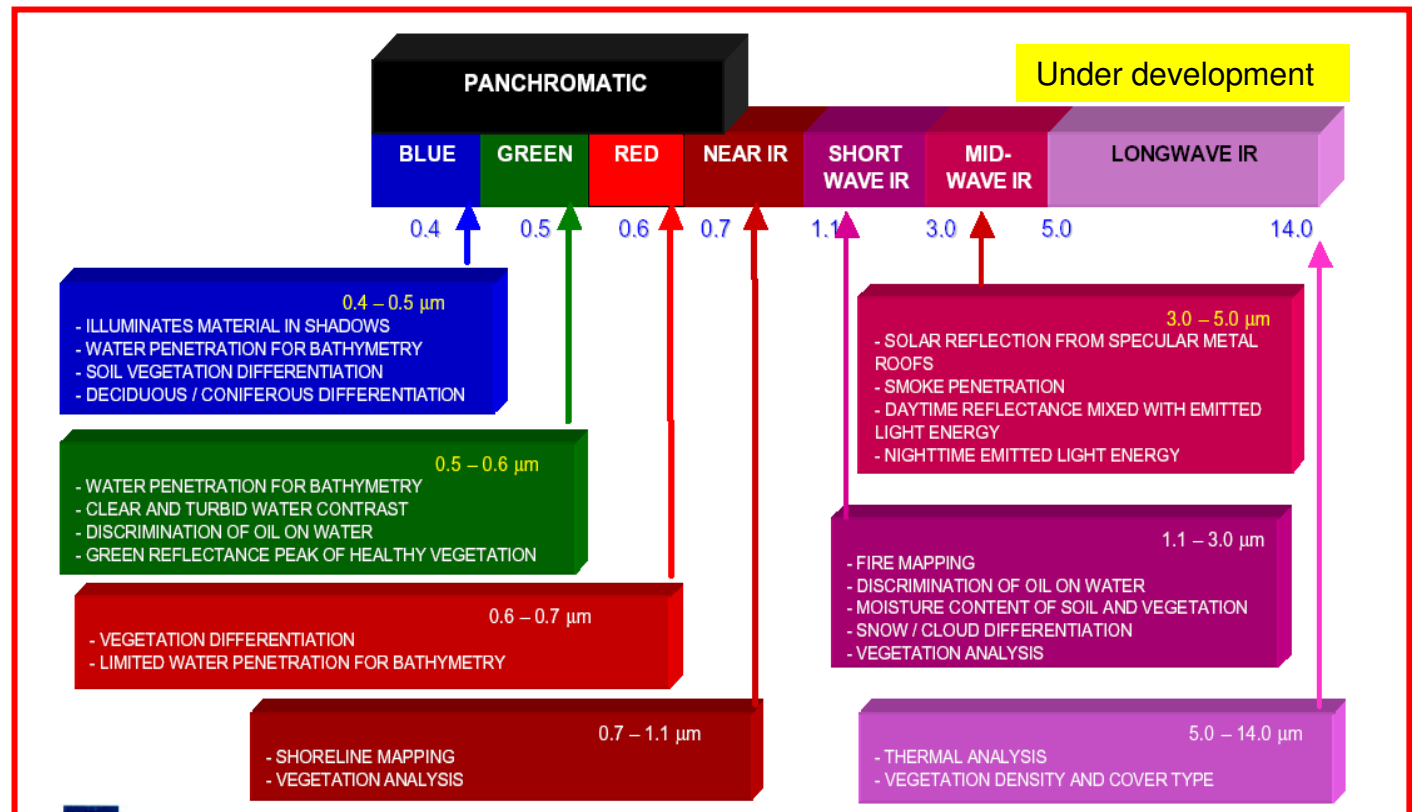 Under development
PANCHROMATIC
BLUE
GREEN
RED
NEAR IR
SHORT
WAVE IR
MID-
WAVE IR
LONGWAVE IR
0.4
0.5
0.6
0.7
1.1
3.0
5.0
14.0
0.4 – 0.5 µm
- ILLUMINATES MATERIAL IN SHADOWS
- WATER PENETRATION FOR BATHYMETRY
- SOIL VEGETATION DIFFERENTIATION
- DECIDUOUS / CONIFEROUS DIFFERENTIATION
0.5 – 0.6 µm
- WATER PENETRATION FOR BATHYMETRY
- CLEAR AND TURBID WATER CONTRAST
- DISCRIMINATION OF OIL ON WATER
- GREEN REFLECTANCE PEAK OF HEALTHY VEGETATION
0.6 – 0.7 µm
- VEGETATION DIFFERENTIATION
- LIMITED WATER PENETRATION FOR BATHYMETRY
0.7 – 1.1 µm
- SHORELINE MAPPING
- VEGETATION ANALYSIS
3.0 – 5.0 µm
- SOLAR REFLECTION FROM SPECULAR METAL
ROOFS
- SMOKE PENETRATION
- DAYTIME REFLECTANCE MIXED WITH EMITTED
LIGHT ENERGY
- NIGHTTIME EMITTED LIGHT ENERGY
1.1 – 3.0 µm
- FIRE MAPPING
- DISCRIMINATION OF OIL ON WATER
- MOISTURE CONTENT OF SOIL AND VEGETATION
- SNOW / CLOUD DIFFERENTIATION
- VEGETATION ANALYSIS
5.0 – 14.0 µm
- THERMAL ANALYSIS
- VEGETATION DENSITY AND COVER TYPE